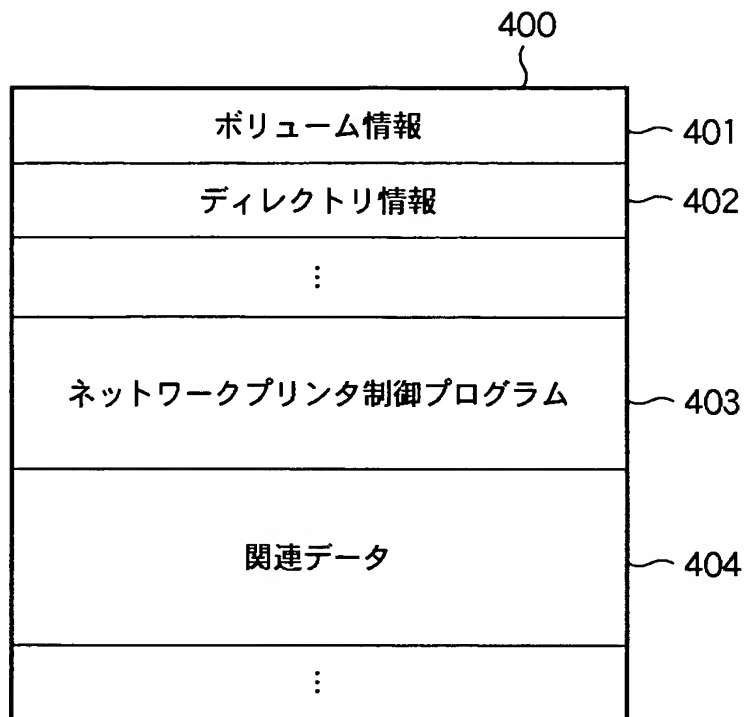 400
ボリューム情報 401
ディレクトリ情報 402
⋮
ネットワークプリンタ制御プログラム 403
関連データ 404
⋮